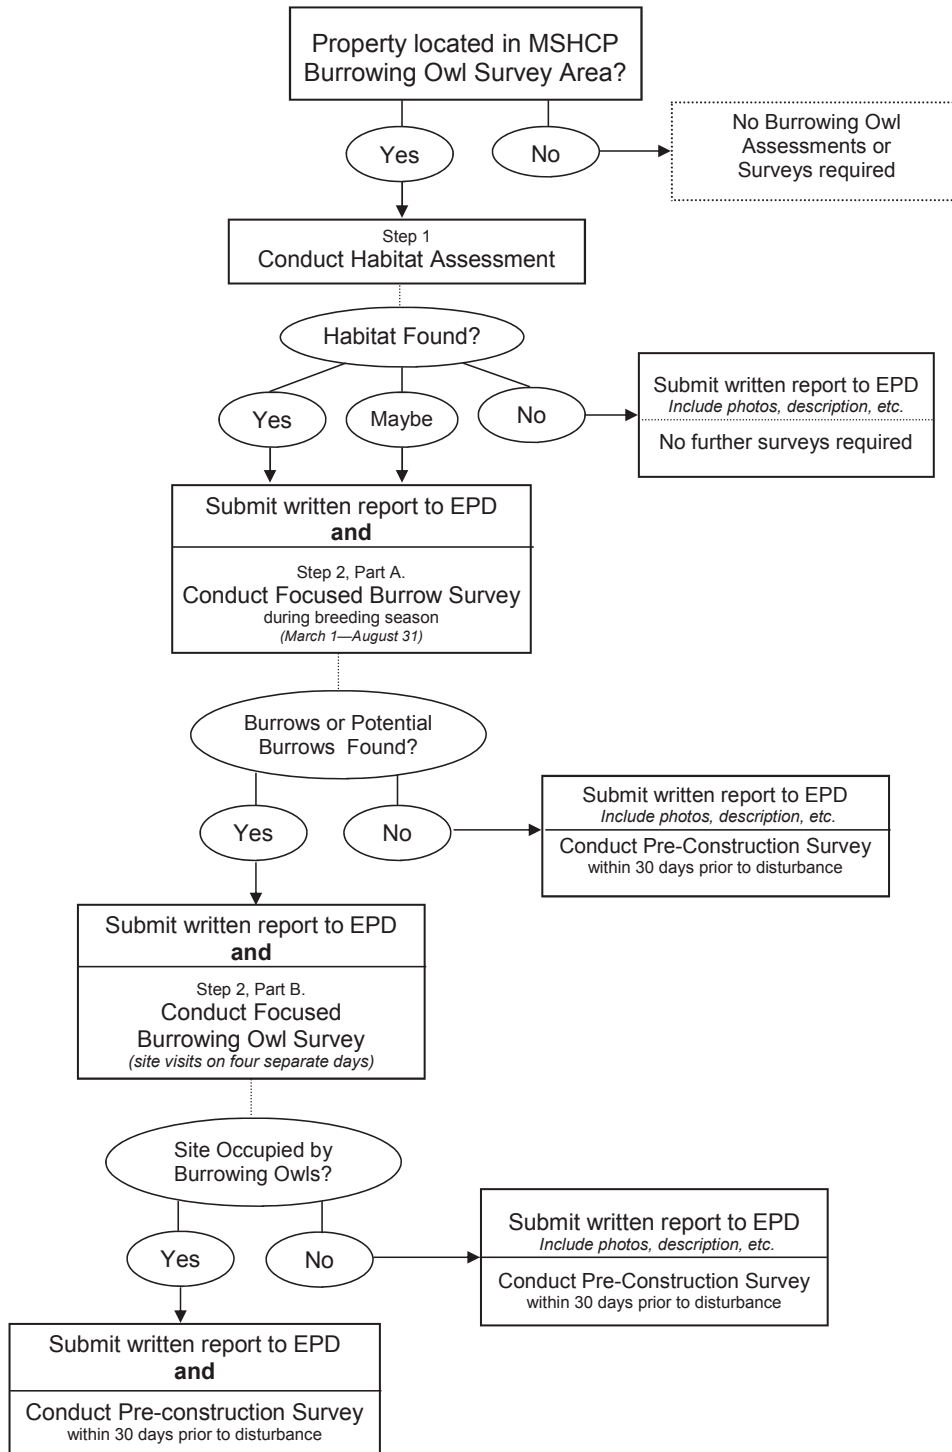 Property located in MSHCP
Burrowing Owl Survey Area?
Yes
No
No Burrowing Owl
Assessments or
Surveys required
Step 1
Conduct Habitat Assessment
Habitat Found?
Yes
Maybe
No
Submit written report to EPD
Include photos, description, etc.
No further surveys required
Submit written report to EPD
and
Step 2, Part A.
Conduct Focused Burrow Survey
during breeding season
(March 1—August 31)
Burrows or Potential
Burrows Found?
Yes
No
Submit written report to EPD
Include photos, description, etc.
Conduct Pre-Construction Survey
within 30 days prior to disturbance
Submit written report to EPD
and
Step 2, Part B.
Conduct Focused
Burrowing Owl Survey
(site visits on four separate days)
Site Occupied by
Burrowing Owls?
Yes
No
Submit written report to EPD
Include photos, description, etc.
Conduct Pre-Construction Survey
within 30 days prior to disturbance
Submit written report to EPD
and
Conduct Pre-construction Survey
within 30 days prior to disturbance